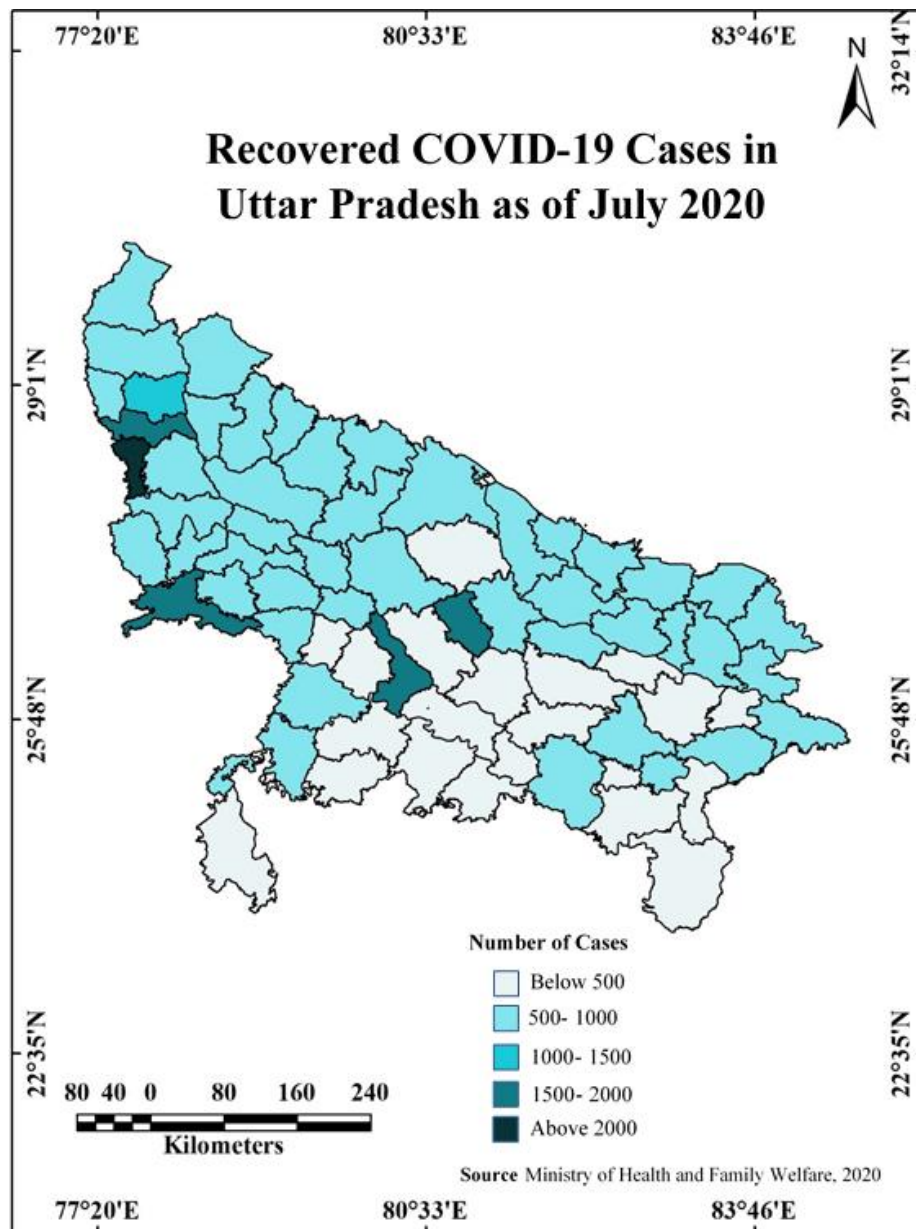 77°20'E 80°33'E 83°46'E
32°14'N
N
Recovered COVID-19 Cases in
Uttar Pradesh as of July 2020
29°1'N 29°1'N
25°48'N 25°48'N
Number of Cases
Below 500
500- 1000
1000- 1500
1500- 2000
Above 2000
22°35'N 22°35'N
80 40 0 80 160 240
Kilometers
Source Ministry of Health and Family Welfare, 2020
77°20'E 80°33'E 83°46'E